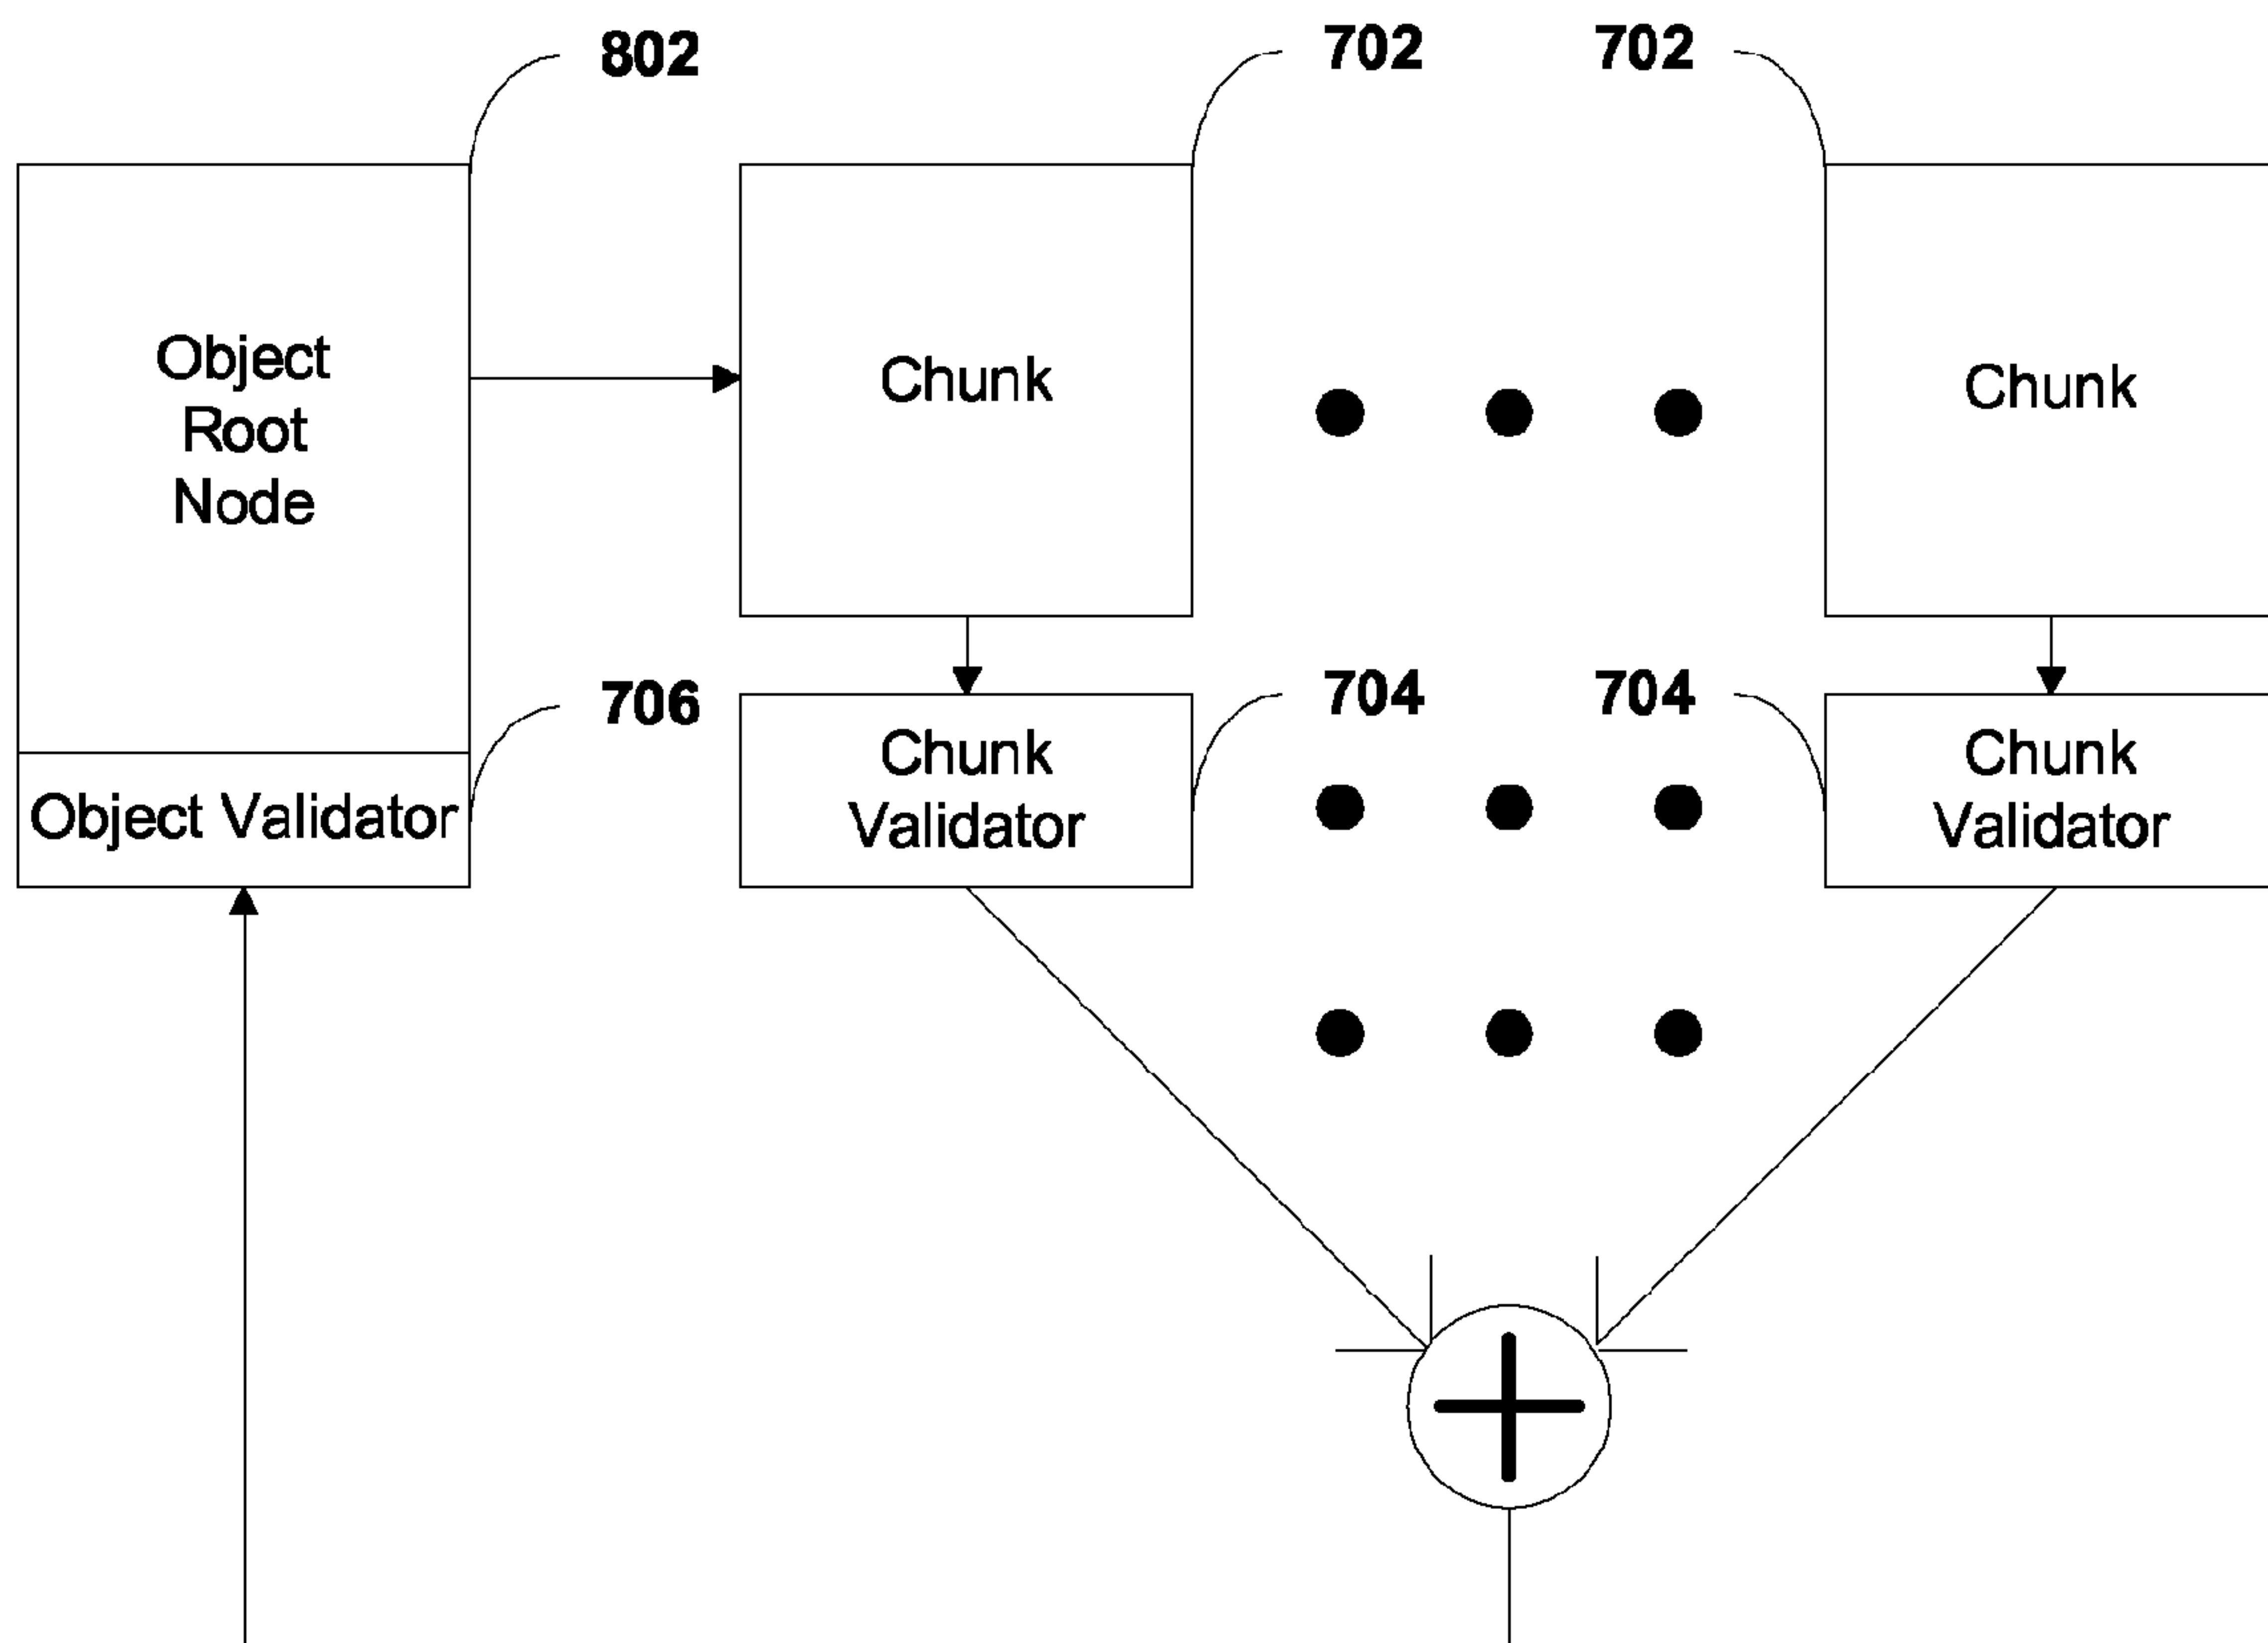 802
702
702
Object
Root
Node
Chunk
Chunk
706
704
704
Object Validator
Chunk
Validator
Chunk
Validator